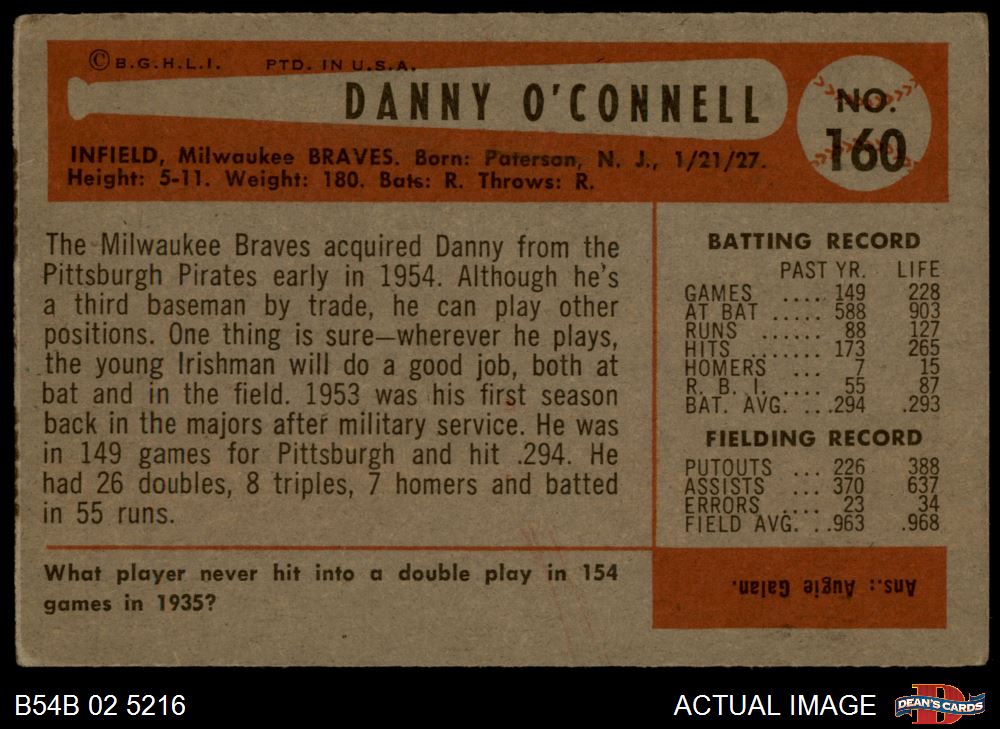 © B.G.H.L.I. PTD. IN U.S.A.
DANNY O'CONNELL
NO.
160
INFIELD, Milwaukee BRAVES. Born: Paterson, N. J., 1/21/27.
Height: 5-11. Weight: 180. Bats: R. Throws: R.
The Milwaukee Braves acquired Danny from the
Pittsburgh Pirates early in 1954. Although he's
a third baseman by trade, he can play other
positions. One thing is sure—wherever he plays,
the young Irishman will do a good job, both at
bat and in the field. 1953 was his first season
back in the majors after military service. He was
in 149 games for Pittsburgh and hit .294. He
had 26 doubles, 8 triples, 7 homers and batted
in 55 runs.
BATTING RECORD
PAST YR. LIFE
GAMES .... 149 228
AT BAT ..... 588 903
RUNS ...... 88 127
HITS ....... 173 265
HOMERS ... 7 15
R. B. I. .... 55 87
BAT. AVG. ...294 .293
FIELDING RECORD
PUTOUTS ... 226 388
ASSISTS ... 370 637
ERRORS .... 23 34
FIELD AVG. ..963 .968
What player never hit into a double play in 154
games in 1935?
Ans.: Augie Galan.
B54B 02 5216
ACTUAL IMAGE
D
DEAN'S CARDS